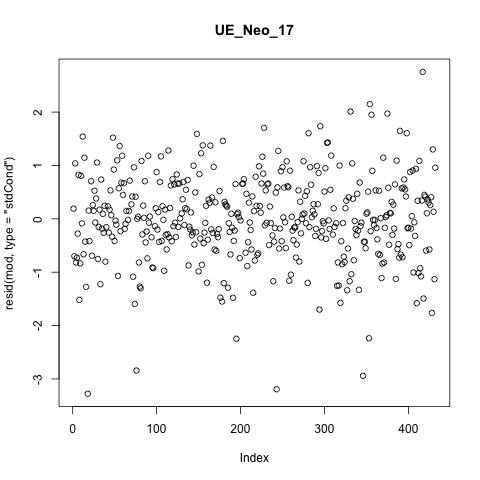 UE_Neo_17
resid(mod, type = "stdCond")
2
1
0
-1
-2
-3
0 100 200 300 400
Index